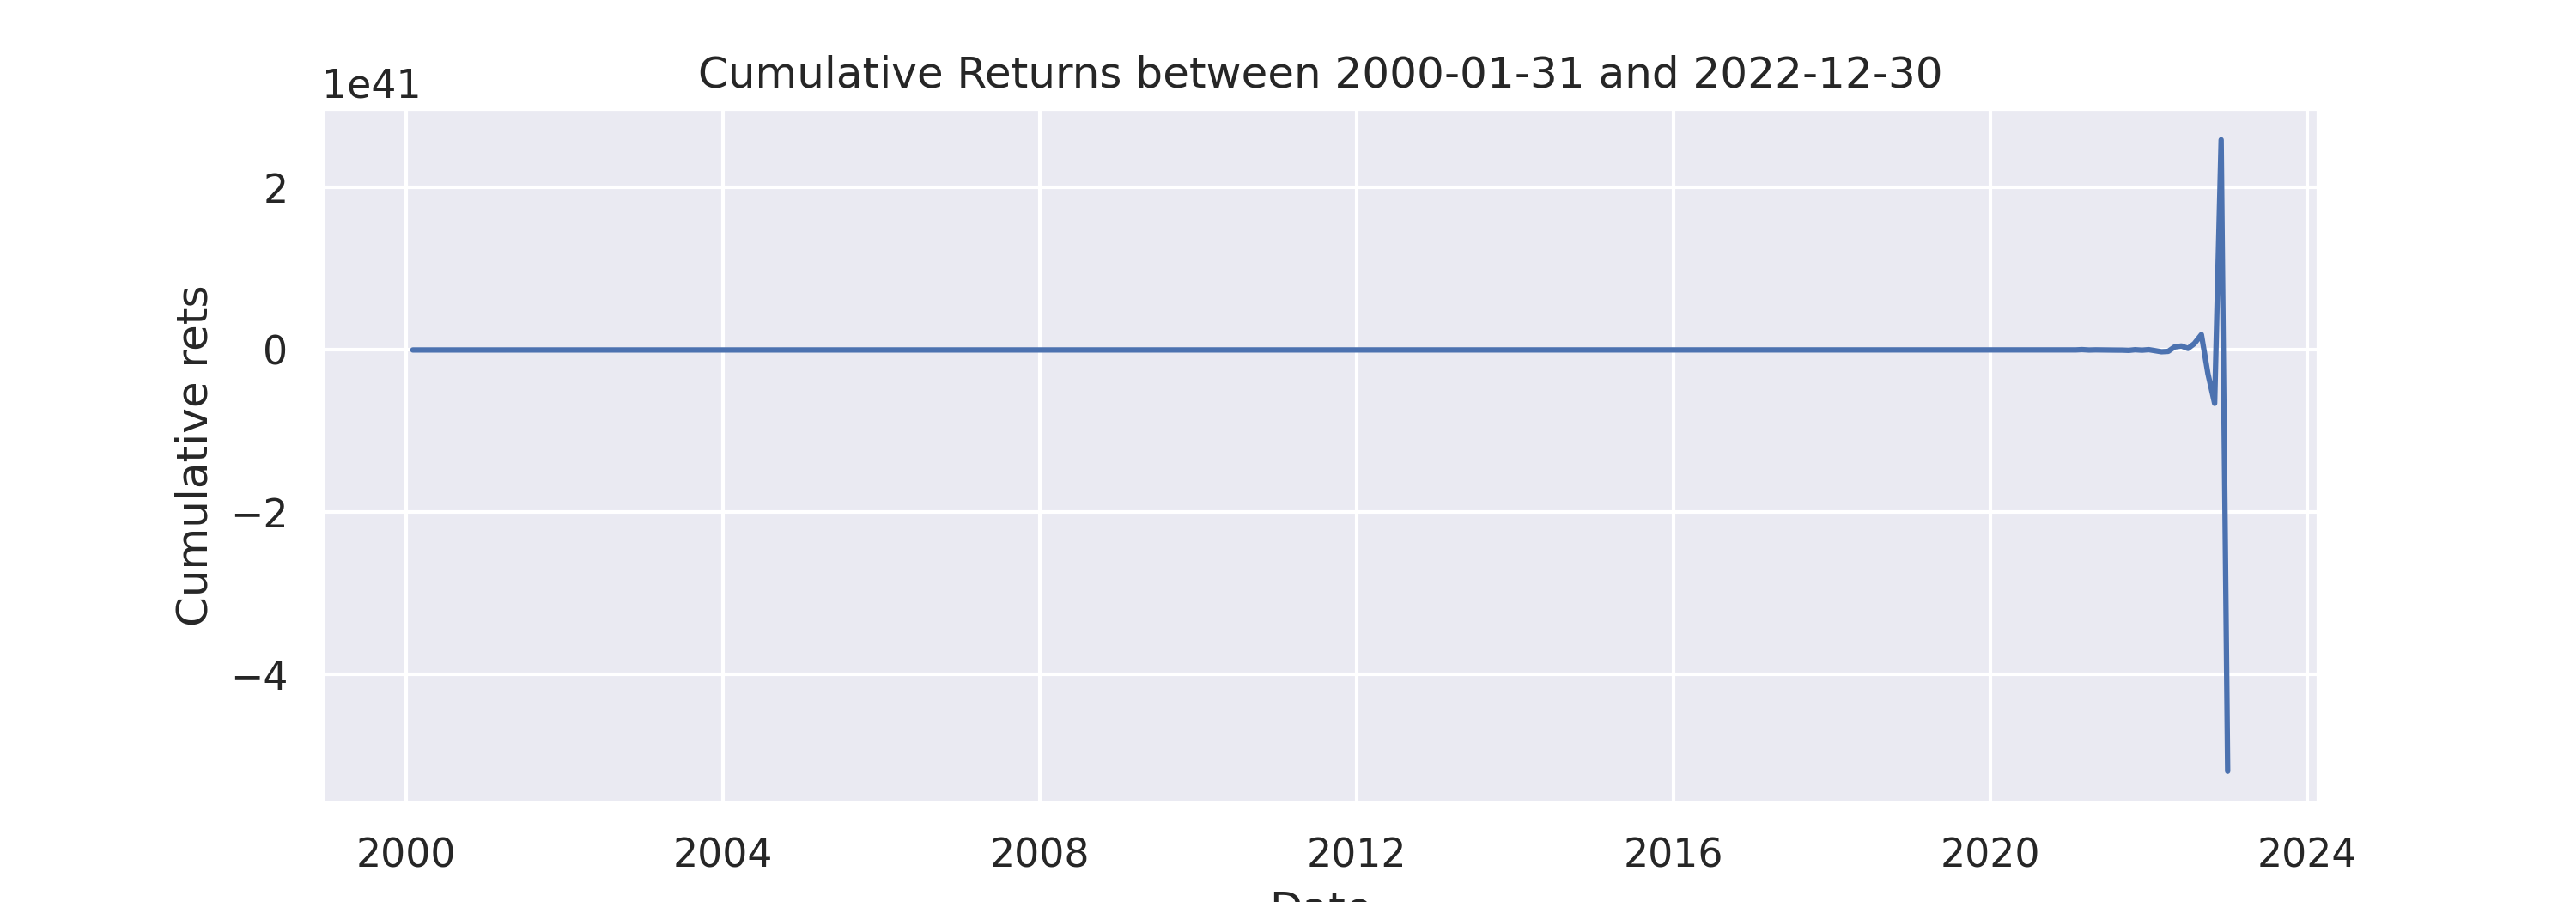 Cumulative Returns between 2000-01-31 and 2022-12-30
1e41
2
0
−2
−4
Cumulative rets
2000 2004 2008 2012 2016 2020 2024
Date